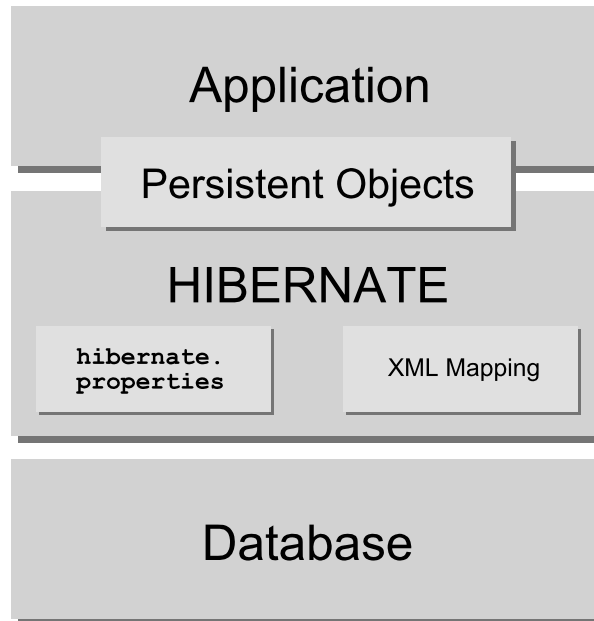 Application
Persistent Objects
HIBERNATE
hibernate.
properties
XML Mapping
Database